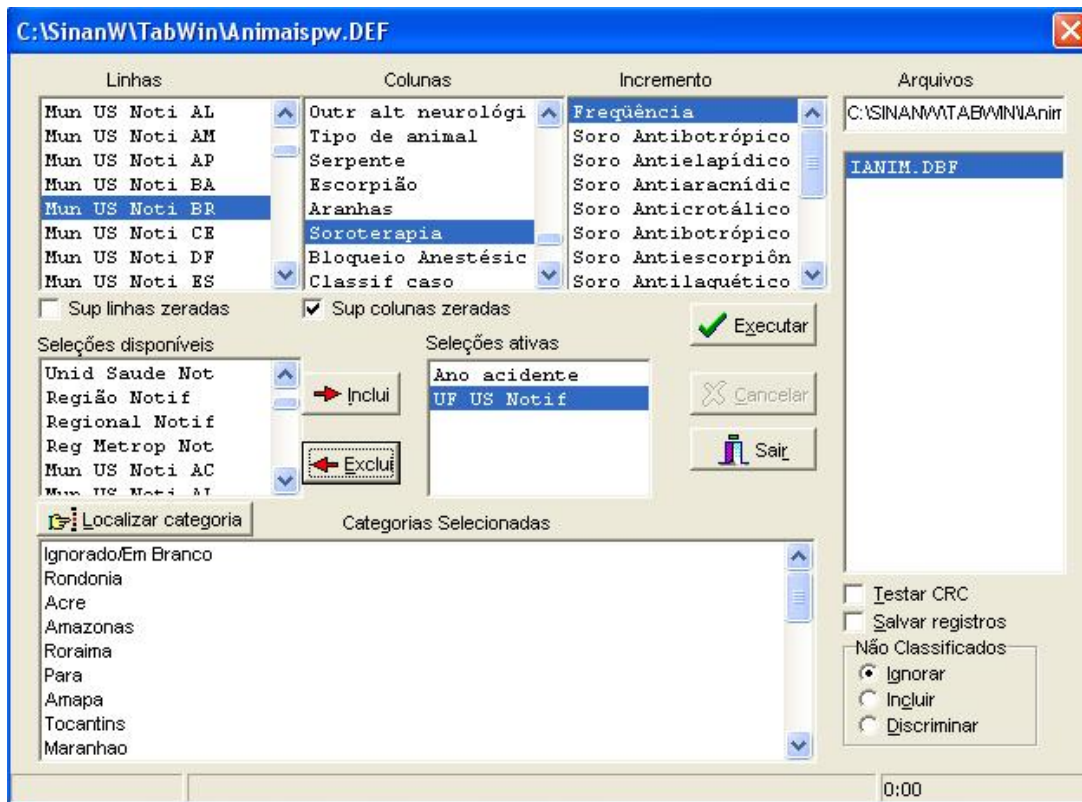 C:\SinanW\TabWin\Animaispw.DEF
Linhas
Mun US Noti AL
Mun US Noti AM
Mun US Noti AP
Mun US Noti BA
Mun US Noti BR
Mun US Noti CE
Mun US Noti DF
Mun US Noti ES
Sup linhas zeradas
Colunas
Outr alt neurológi
Tipo de animal
Serpente
Escorpião
Aranhas
Soroterapia
Bloqueio Anestésic
Classif caso
Sup colunas zeradas
Incremento
Freqüência
Soro Antibotrópico
Soro Antielapídico
Soro Antiaracnídic
Soro Anticrotálico
Soro Antibotrópico
Soro Antiescorpiôn
Soro Antilaquético
Arquivos
C:\SINANW\TABWIN\IAnim
IANIM.DBF
Executar
Cancelar
Sair
Seleções disponíveis
Unid Saude Not
Região Notif
Regional Notif
Reg Metrop Not
Mun US Noti AC
Mun US Noti AL
Inclui
Exclui
Seleções ativas
Ano acidente
UF US Notif
Localizar categoria
Categorias Selecionadas
Ignorado/Em Branco
Rondonia
Acre
Amazonas
Roraima
Para
Amapa
Tocantins
Maranhao
Testar CRC
Salvar registros
Não Classificados
Ignorar
Incluir
Discriminar
0:00